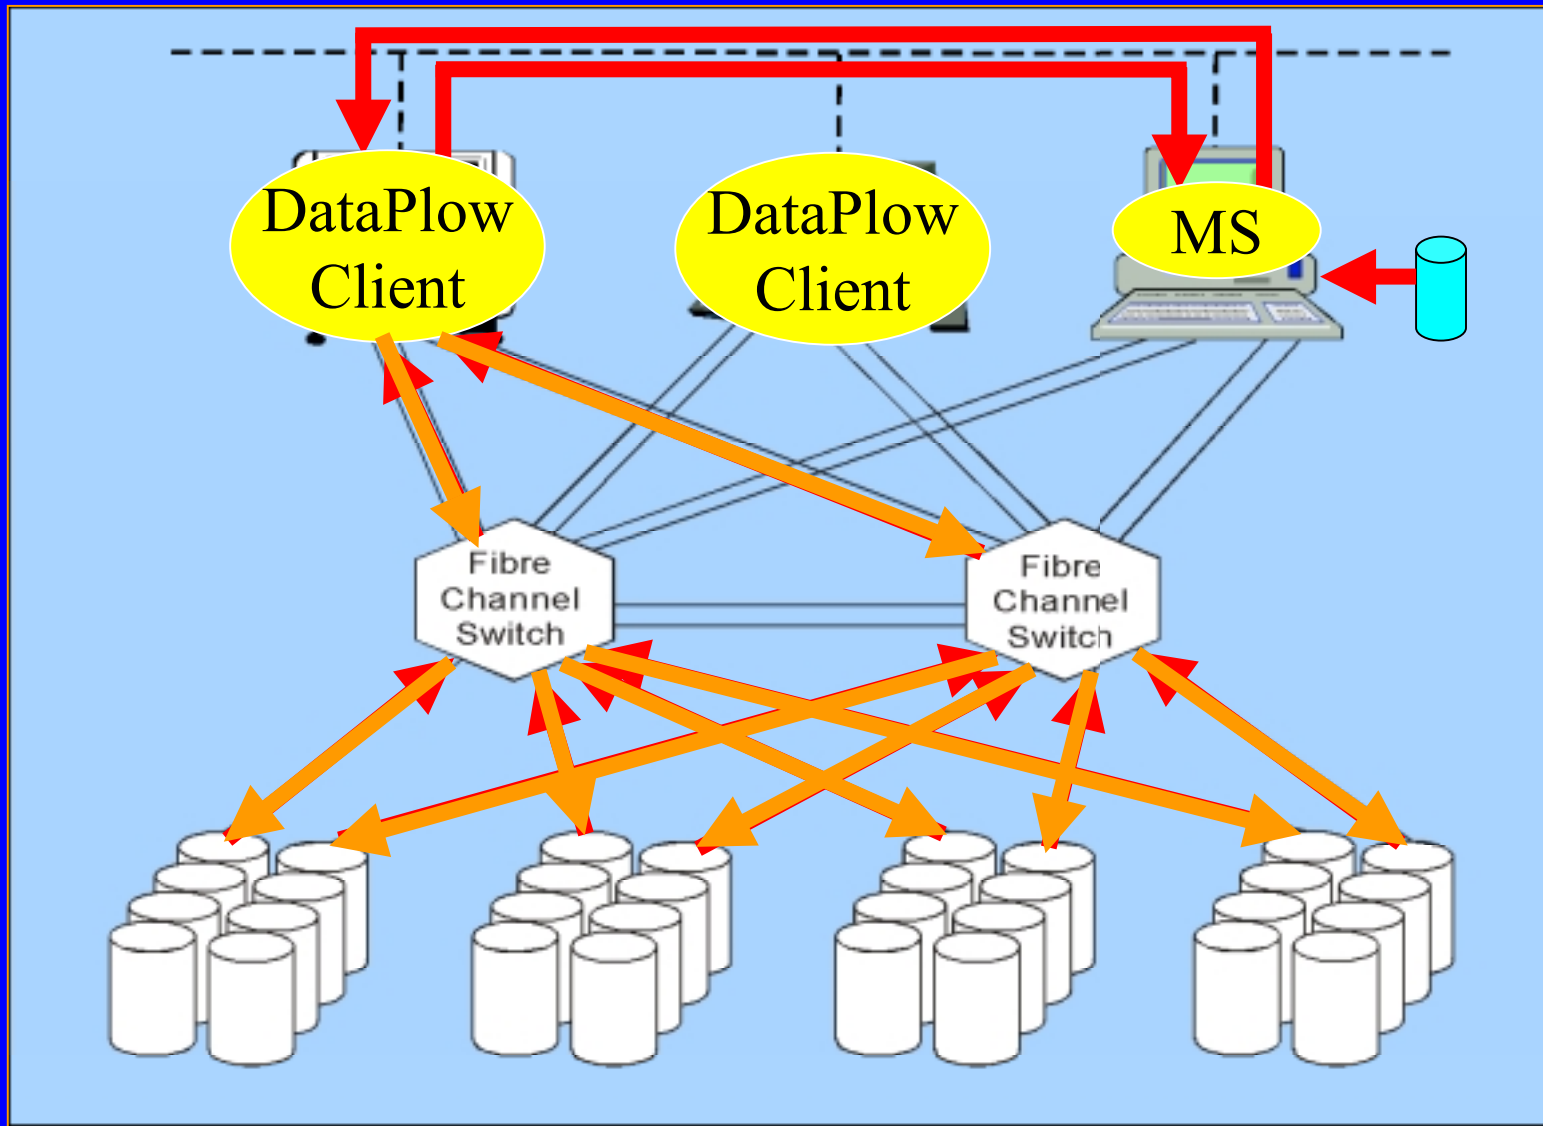 DataPlow
Client
DataPlow
Client
MS
Fibre
Channel
Switch
Fibre
Channel
Switch